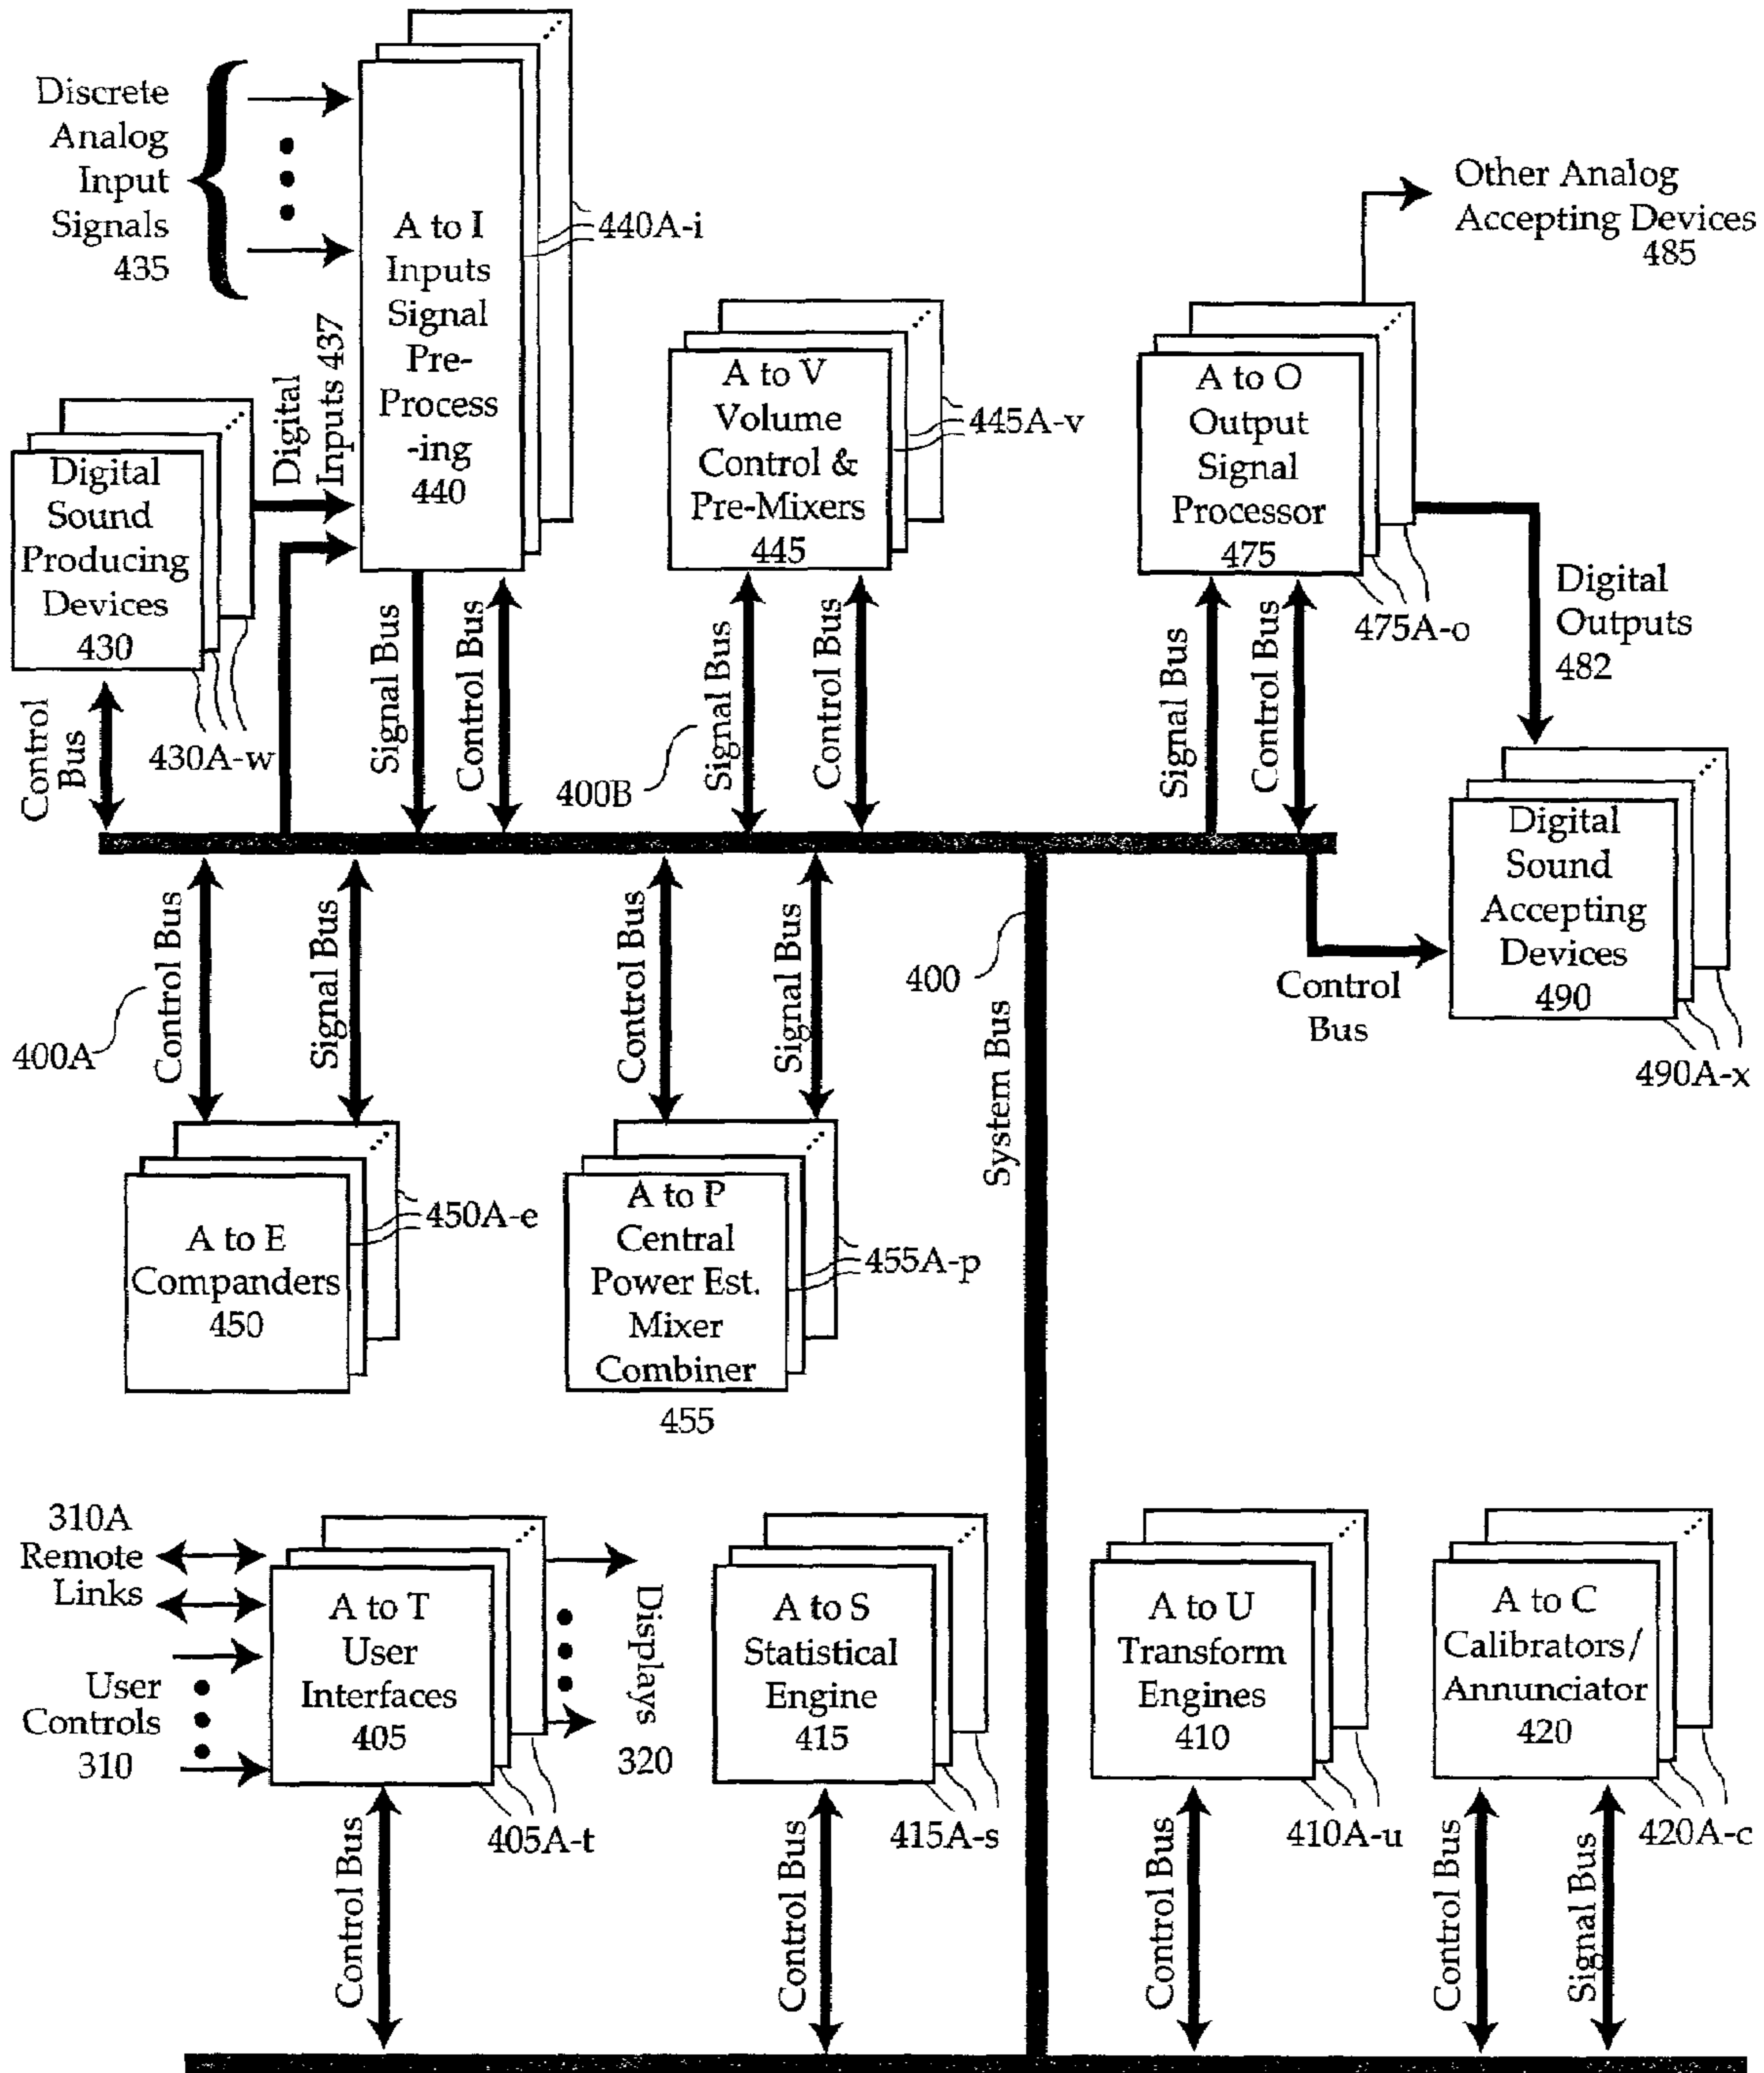 Discrete
Analog
Input
Signals
435
A to I
Inputs
Signal
Pre-
Process
-ing
440
440A-i
Digital
Inputs 437
Digital
Sound
Producing
Devices
430
430A-w
Control
Bus
Signal Bus
Control Bus
A to V
Volume
Control &
Pre-Mixers
445
445A-v
400B
Signal Bus
Control Bus
Other Analog
Accepting Devices
485
A to O
Output
Signal
Processor
475
475A-o
Signal Bus
Control Bus
Digital
Outputs
482
Digital
Sound
Accepting
Devices
490
490A-x
Control
Bus
400
System Bus
400A
Control Bus
Signal Bus
A to E
Companders
450
450A-e
Control Bus
Signal Bus
A to P
Central
Power Est.
Mixer
Combiner
455
455A-p
310A
Remote
Links
User
Controls
310
A to T
User
Interfaces
405
405A-t
Displays
320
Control Bus
A to S
Statistical
Engine
415
415A-s
Control Bus
A to U
Transform
Engines
410
410A-u
Control Bus
A to C
Calibrators/
Annunciator
420
420A-c
Control Bus
Signal Bus